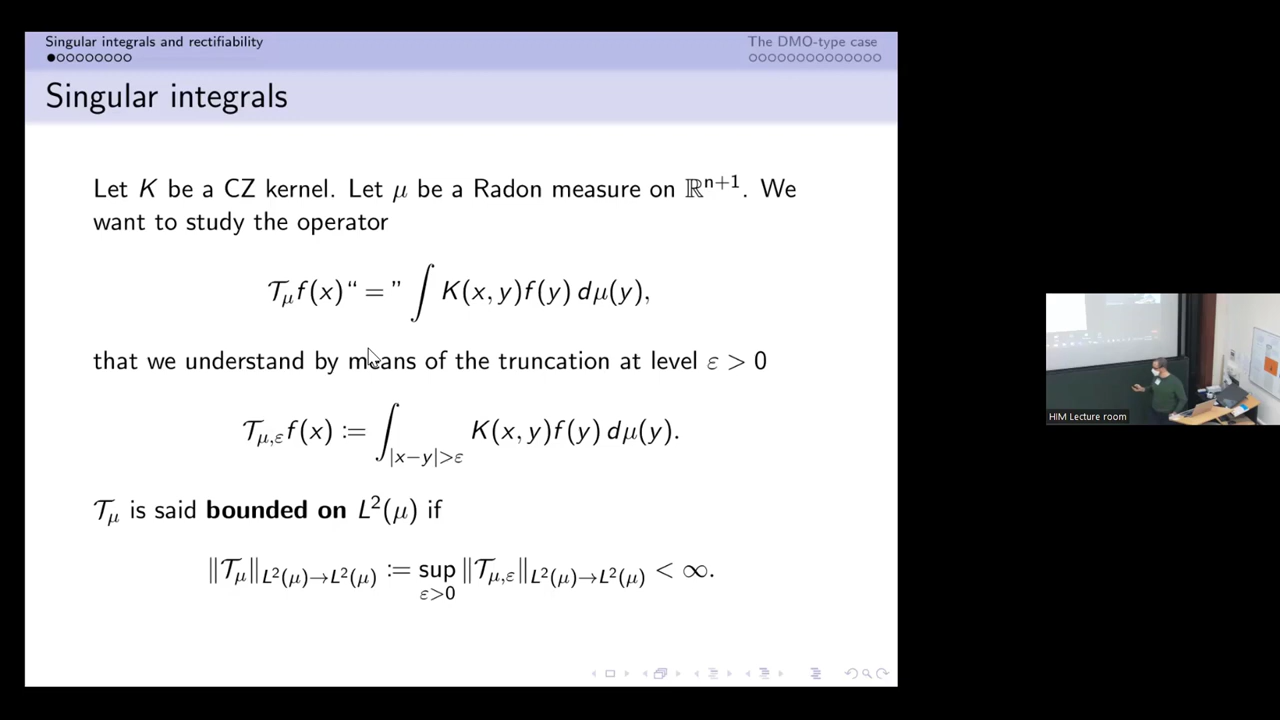 Singular integrals and rectifiability
The DMO-type case
Singular integrals
Let K be a CZ kernel. Let μ be a Radon measure on ℝⁿ⁺¹. We
want to study the operator
𝒯_μ f(x) “ = ” ∫ K(x, y)f(y) dμ(y),
that we understand by means of the truncation at level ε > 0
𝒯_{μ,ε} f(x) := ∫_{|x−y|>ε} K(x, y)f(y) dμ(y).
𝒯_μ is said bounded on L²(μ) if
‖𝒯_μ‖_{L²(μ)→L²(μ)} := sup_{ε>0} ‖𝒯_{μ,ε}‖_{L²(μ)→L²(μ)} < ∞.
HIM Lecture room